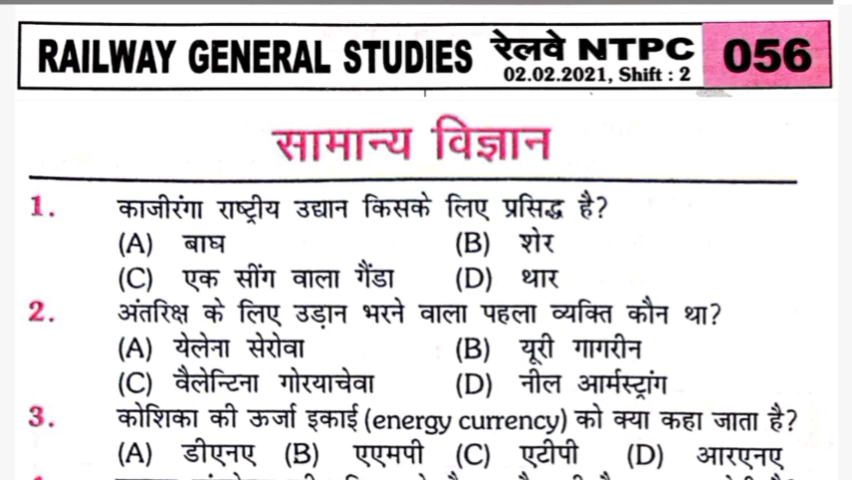 RAILWAY GENERAL STUDIES रेलवे NTPC 056
02.02.2021, Shift : 2
सामान्य विज्ञान
1. काजीरंगा राष्ट्रीय उद्यान किसके लिए प्रसिद्ध है?
(A) बाघ (B) शेर
(C) एक सींग वाला गैंडा (D) थार
2. अंतरिक्ष के लिए उड़ान भरने वाला पहला व्यक्ति कौन था?
(A) येलेना सेरोवा (B) यूरी गागरीन
(C) वैलेन्टिना गोरयाचेवा (D) नील आर्मस्ट्रांग
3. कोशिका की ऊर्जा इकाई (energy currency) को क्या कहा जाता है?
(A) डीएनए (B) एएमपी (C) एटीपी (D) आरएनए